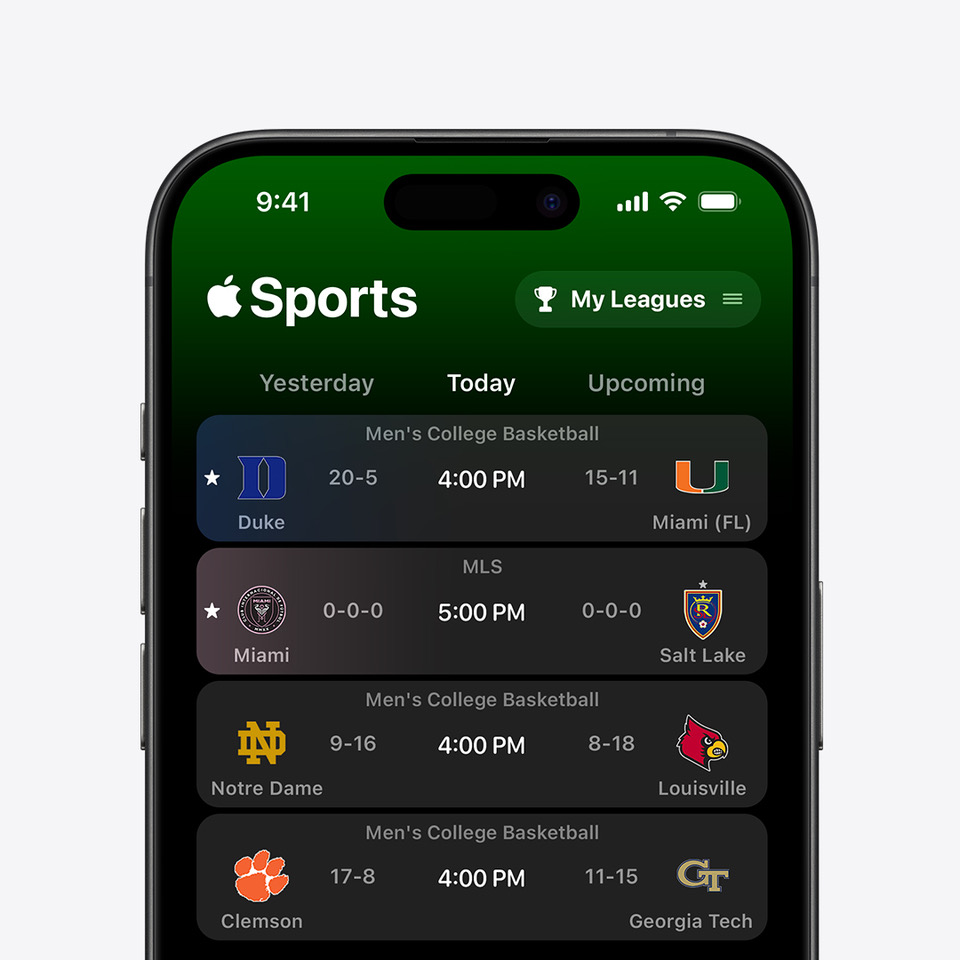 9:41
Sports
My Leagues
Yesterday Today Upcoming
Men's College Basketball
20-5 4:00 PM 15-11
Duke Miami (FL)
MLS
MIAMI
0-0-0 5:00 PM 0-0-0
Miami Salt Lake
Men's College Basketball
ND 9-16 4:00 PM 8-18
Notre Dame Louisville
Men's College Basketball
17-8 4:00 PM 11-15 GT
Clemson Georgia Tech